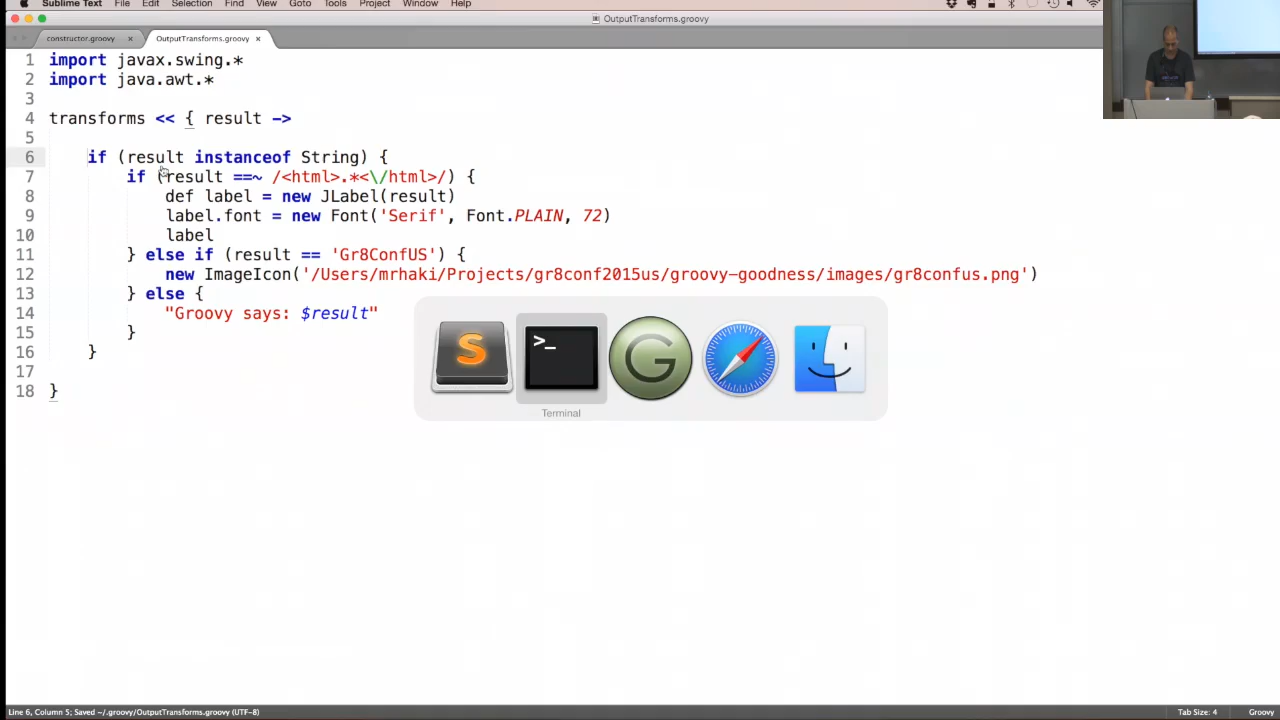 Sublime Text File Edit Selection Find View Goto Tools Project Window Help
OutputTransforms.groovy
constructor.groovy × OutputTransforms.groovy ×
1 import javax.swing.*
2 import java.awt.*
3
4 transforms << { result ->
5
6 if (result instanceof String) {
7 if (result ==~ /<html>.*<\/html>/) {
8 def label = new JLabel(result)
9 label.font = new Font('Serif', Font.PLAIN, 72)
10 label
11 } else if (result == 'Gr8ConfUS') {
12 new ImageIcon('/Users/mrhaki/Projects/gr8conf2015us/groovy-goodness/images/gr8confus.png')
13 } else {
14 "Groovy says: $result"
15 }
16 }
17
18 }
S >_ G
Terminal
Line 6, Column 5; Saved ~/.groovy/OutputTransforms.groovy (UTF-8) Tab Size: 4 Groovy